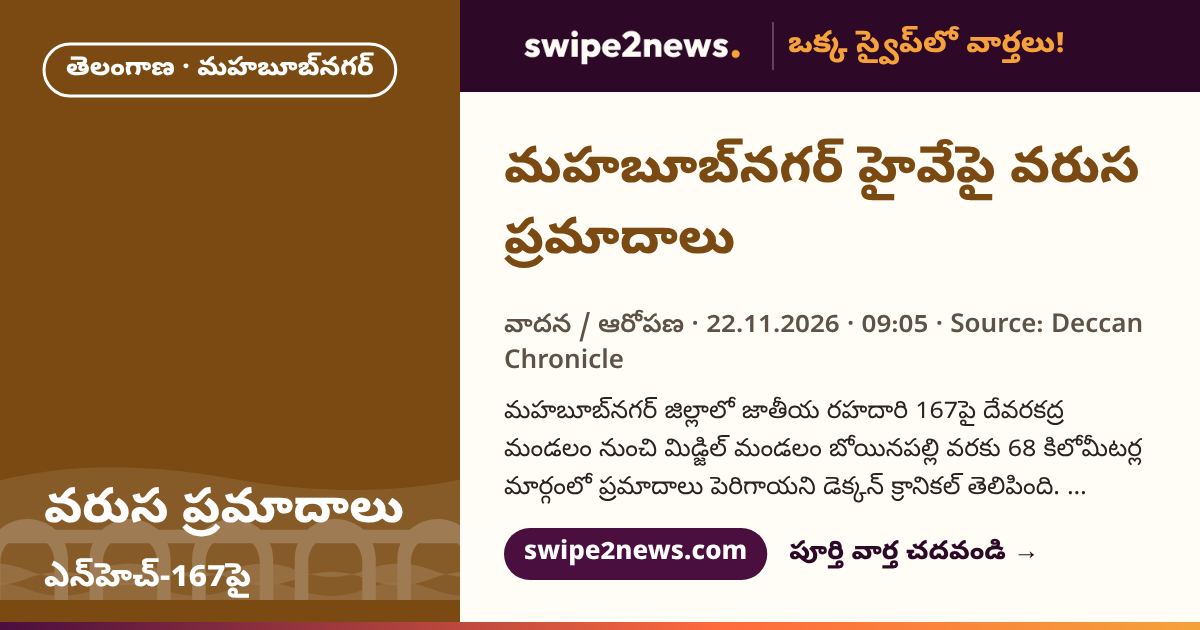 తెలంగాణ · మహబూబ్‌నగర్
వరుస ప్రమాదాలు
ఎన్‌హెచ్-167పై
swipe2news.
ఒక్క స్వైప్‌లో వార్తలు!
మహబూబ్‌నగర్ హైవేపై వరుస
ప్రమాదాలు
వాదన / ఆరోపణ · 22.11.2026 · 09:05 · Source: Deccan
Chronicle
మహబూబ్‌నగర్ జిల్లాలో జాతీయ రహదారి 167పై దేవరకద్ర
మండలం నుంచి మిడ్జిల్ మండలం బోయినపల్లి వరకు 68 కిలోమీటర్ల
మార్గంలో ప్రమాదాలు పెరిగాయని డెక్కన్ క్రానికల్ తెలిపింది. ...
swipe2news.com
పూర్తి వార్త చదవండి →